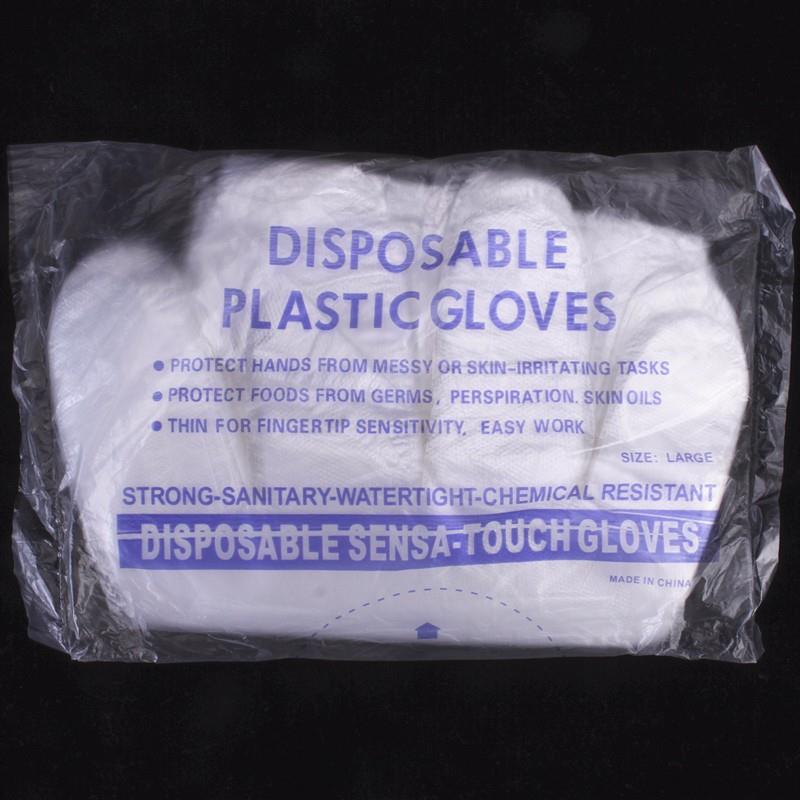 DISPOSABLE
PLASTIC GLOVES
● PROTECT HANDS FROM MESSY OR SKIN-IRRITATING TASKS
● PROTECT FOODS FROM GERMS, PERSPIRATION. SKIN OILS
● THIN FOR FINGERTIP SENSITIVITY, EASY WORK
SIZE: LARGE
STRONG-SANITARY-WATERTIGHT-CHEMICAL RESISTANT
DISPOSABLE SENSA-TOUCH GLOVES
MADE IN CHINA